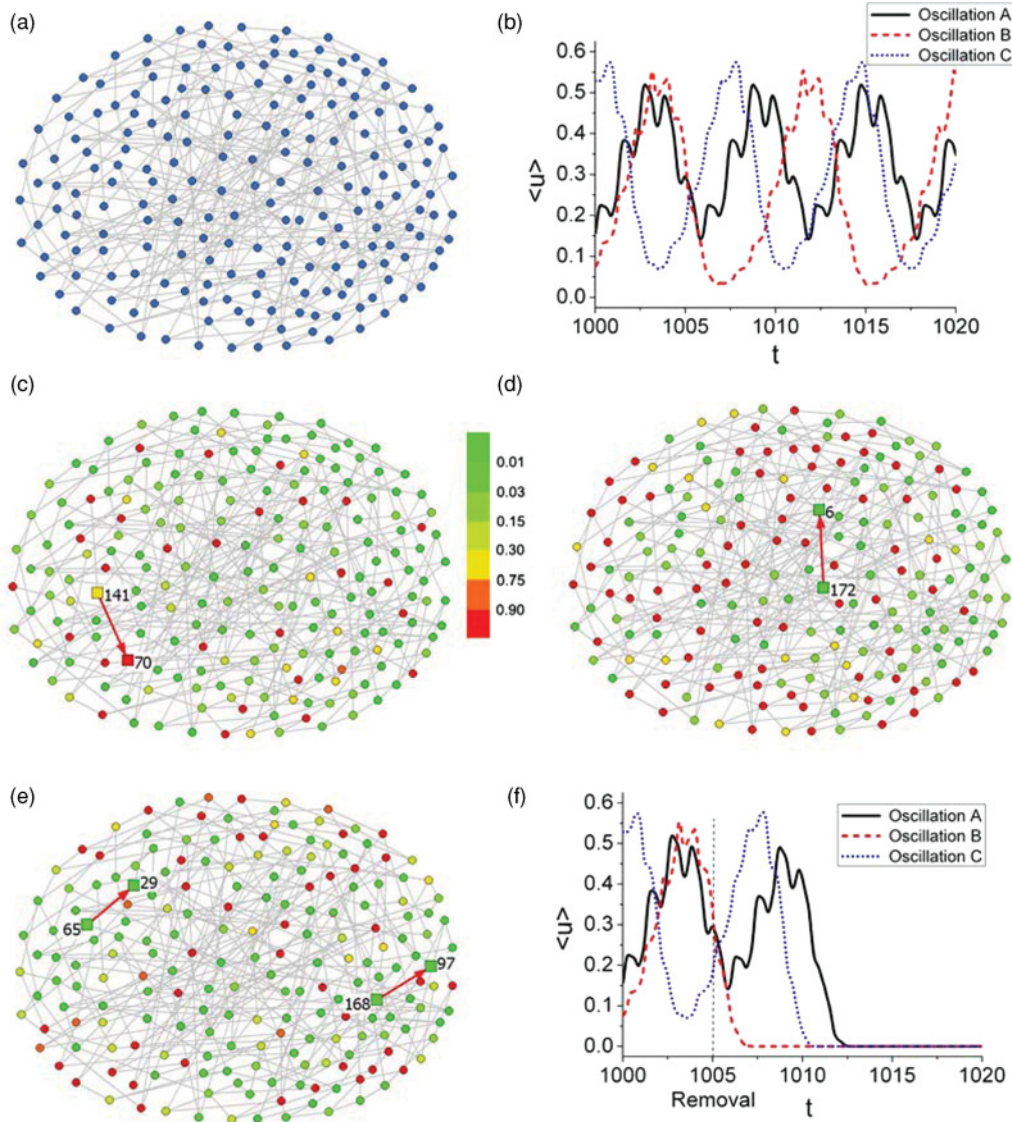 (a)
(b)
Oscillation A
Oscillation B
Oscillation C
0.6
0.5
0.4
0.3
0.2
0.1
0.0
<u>
1000 1005 1010 1015 1020
t
(c)
0.01
0.03
0.15
0.30
0.75
0.90
141
70
(d)
6
172
(e)
29
65
97
168
(f)
Oscillation A
Oscillation B
Oscillation C
0.6
0.5
0.4
0.3
0.2
0.1
0.0
<u>
1000 1005 1010 1015 1020
Removal t